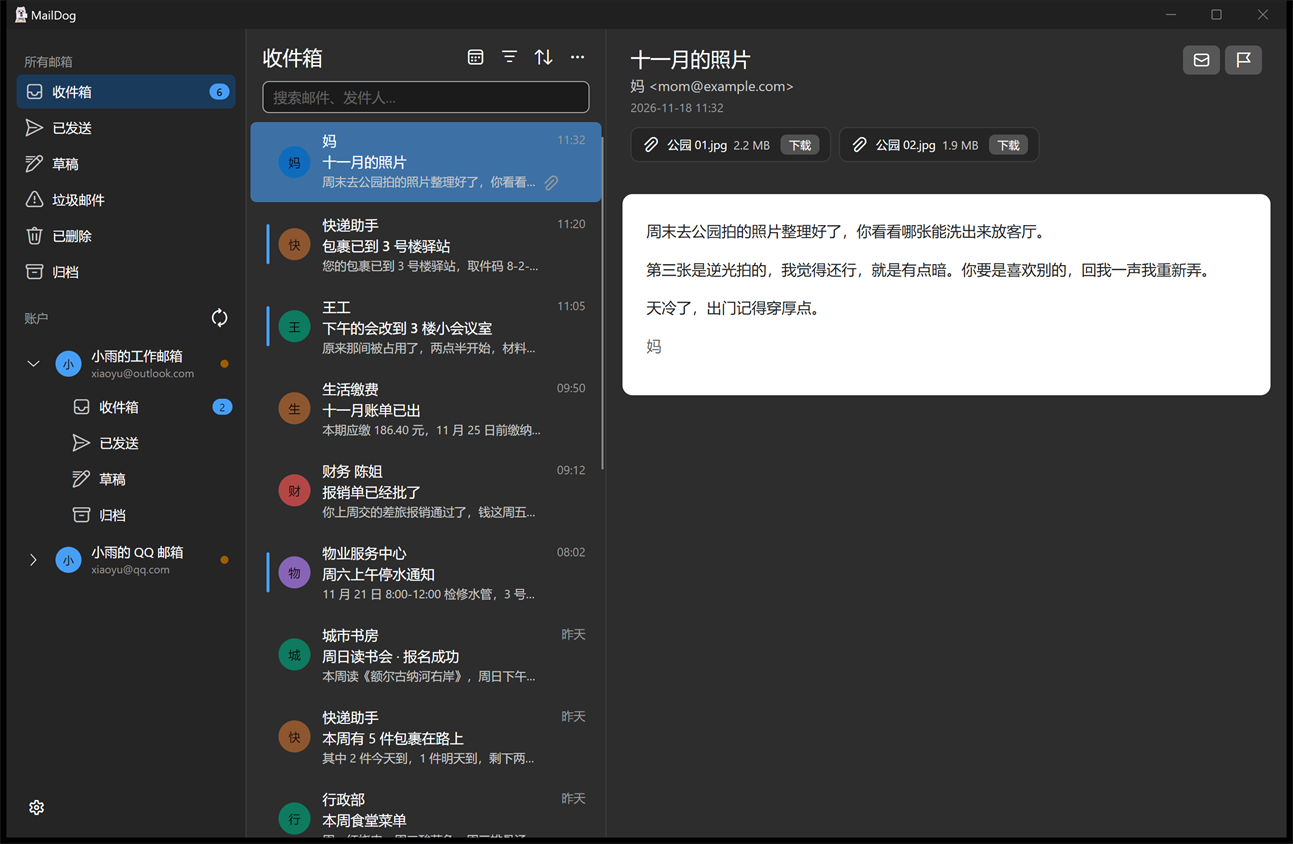 MailDog
所有邮箱
收件箱 6
已发送
草稿
垃圾邮件
已删除
归档
账户
小 小雨的工作邮箱
xiaoyu@outlook.com
收件箱 2
已发送
草稿
归档
小 小雨的 QQ 邮箱
xiaoyu@qq.com
收件箱
搜索邮件、发件人...
妈 11:32
妈 十一月的照片
周末去公园拍的照片整理好了，你看看...
快递助手 11:20
快 包裹已到 3 号楼驿站
您的包裹已到 3 号楼驿站，取件码 8-2-...
王工 11:05
王 下午的会改到 3 楼小会议室
原来那间被占用了，两点半开始，材料...
生活缴费 09:50
生 十一月账单已出
本期应缴 186.40 元，11 月 25 日前缴纳...
财务 陈姐 09:12
财 报销单已经批了
你上周交的差旅报销通过了，钱这周五...
物业服务中心 08:02
物 周六上午停水通知
11 月 21 日 8:00-12:00 检修水管，3 号...
城市书房 昨天
城 周日读书会 · 报名成功
本周读《额尔古纳河右岸》，周日下午...
快递助手 昨天
快 本周有 5 件包裹在路上
其中 2 件今天到，1 件明天到，剩下两...
行政部 昨天
行 本周食堂菜单
十一月的照片
妈 <mom@example.com>
2026-11-18 11:32
公园 01.jpg 2.2 MB 下载 公园 02.jpg 1.9 MB 下载
周末去公园拍的照片整理好了，你看看哪张能洗出来放客厅。
第三张是逆光拍的，我觉得还行，就是有点暗。你要是喜欢别的，回我一声我重新弄。
天冷了，出门记得穿厚点。
妈